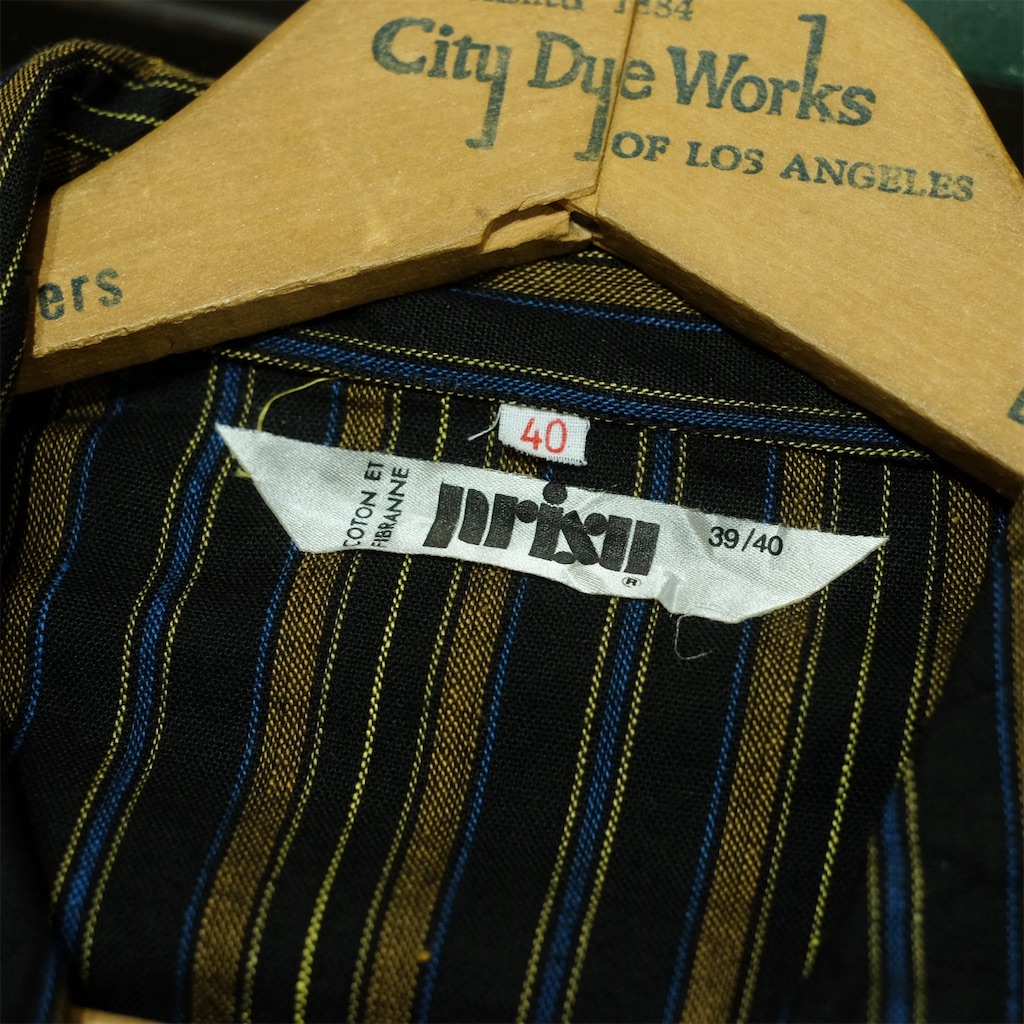 City Dye Works
OF LOS ANGELES
ers
40
COTON ET
FIBRANNE
prisu
®
39/40